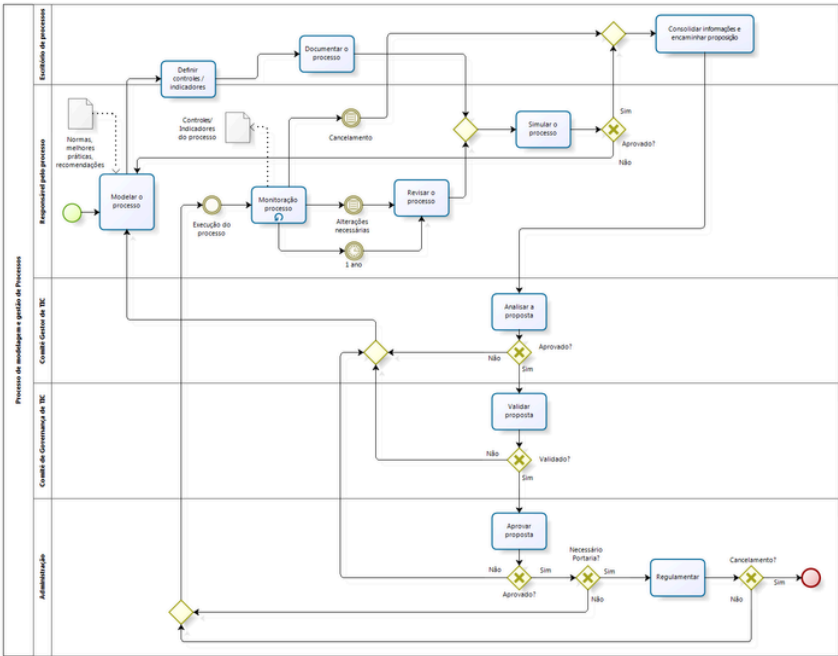 Processo de modelagem e gestão de Processos
Escritório de processos
Definir
controles /
indicadores
Documentar o
processo
Consolidar informações e
encaminhar proposição
Responsável pelo processo
Normas,
melhores
práticas,
recomendações
Modelar o
processo
Controles/
Indicadores
do processo
Execução do
processo
Monitoração
processo
Cancelamento
Alterações
necessárias
1 ano
Revisar o
processo
Simular o
processo
Sim
Aprovado?
Não
Comitê Gestor de TIC
Analisar a
proposta
Aprovado?
Não
Sim
Comitê de Governança de TIC
Validar
proposta
Não
Validado?
Sim
Administração
Aprovar
proposta
Não
Aprovado?
Sim
Necessário
Portaria?
Sim
Não
Regulamentar
Cancelamento?
Sim
Não